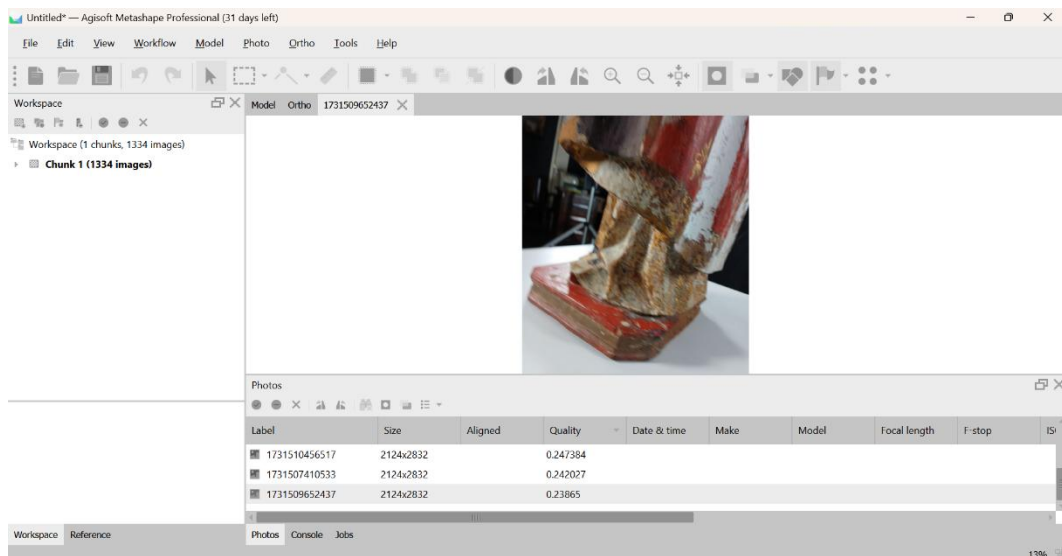 Untitled* — Agisoft Metashape Professional (31 days left)
File Edit View Workflow Model Photo Ortho Tools Help
Workspace
Model Ortho 1731509652437
Workspace (1 chunks, 1334 images)
Chunk 1 (1334 images)
Photos
Label Size Aligned Quality Date & time Make Model Focal length F-stop
1731510456517 2124x2832 0.247384
1731507410533 2124x2832 0.242027
1731509652437 2124x2832 0.23865
Workspace Reference
Photos Console Jobs
13%